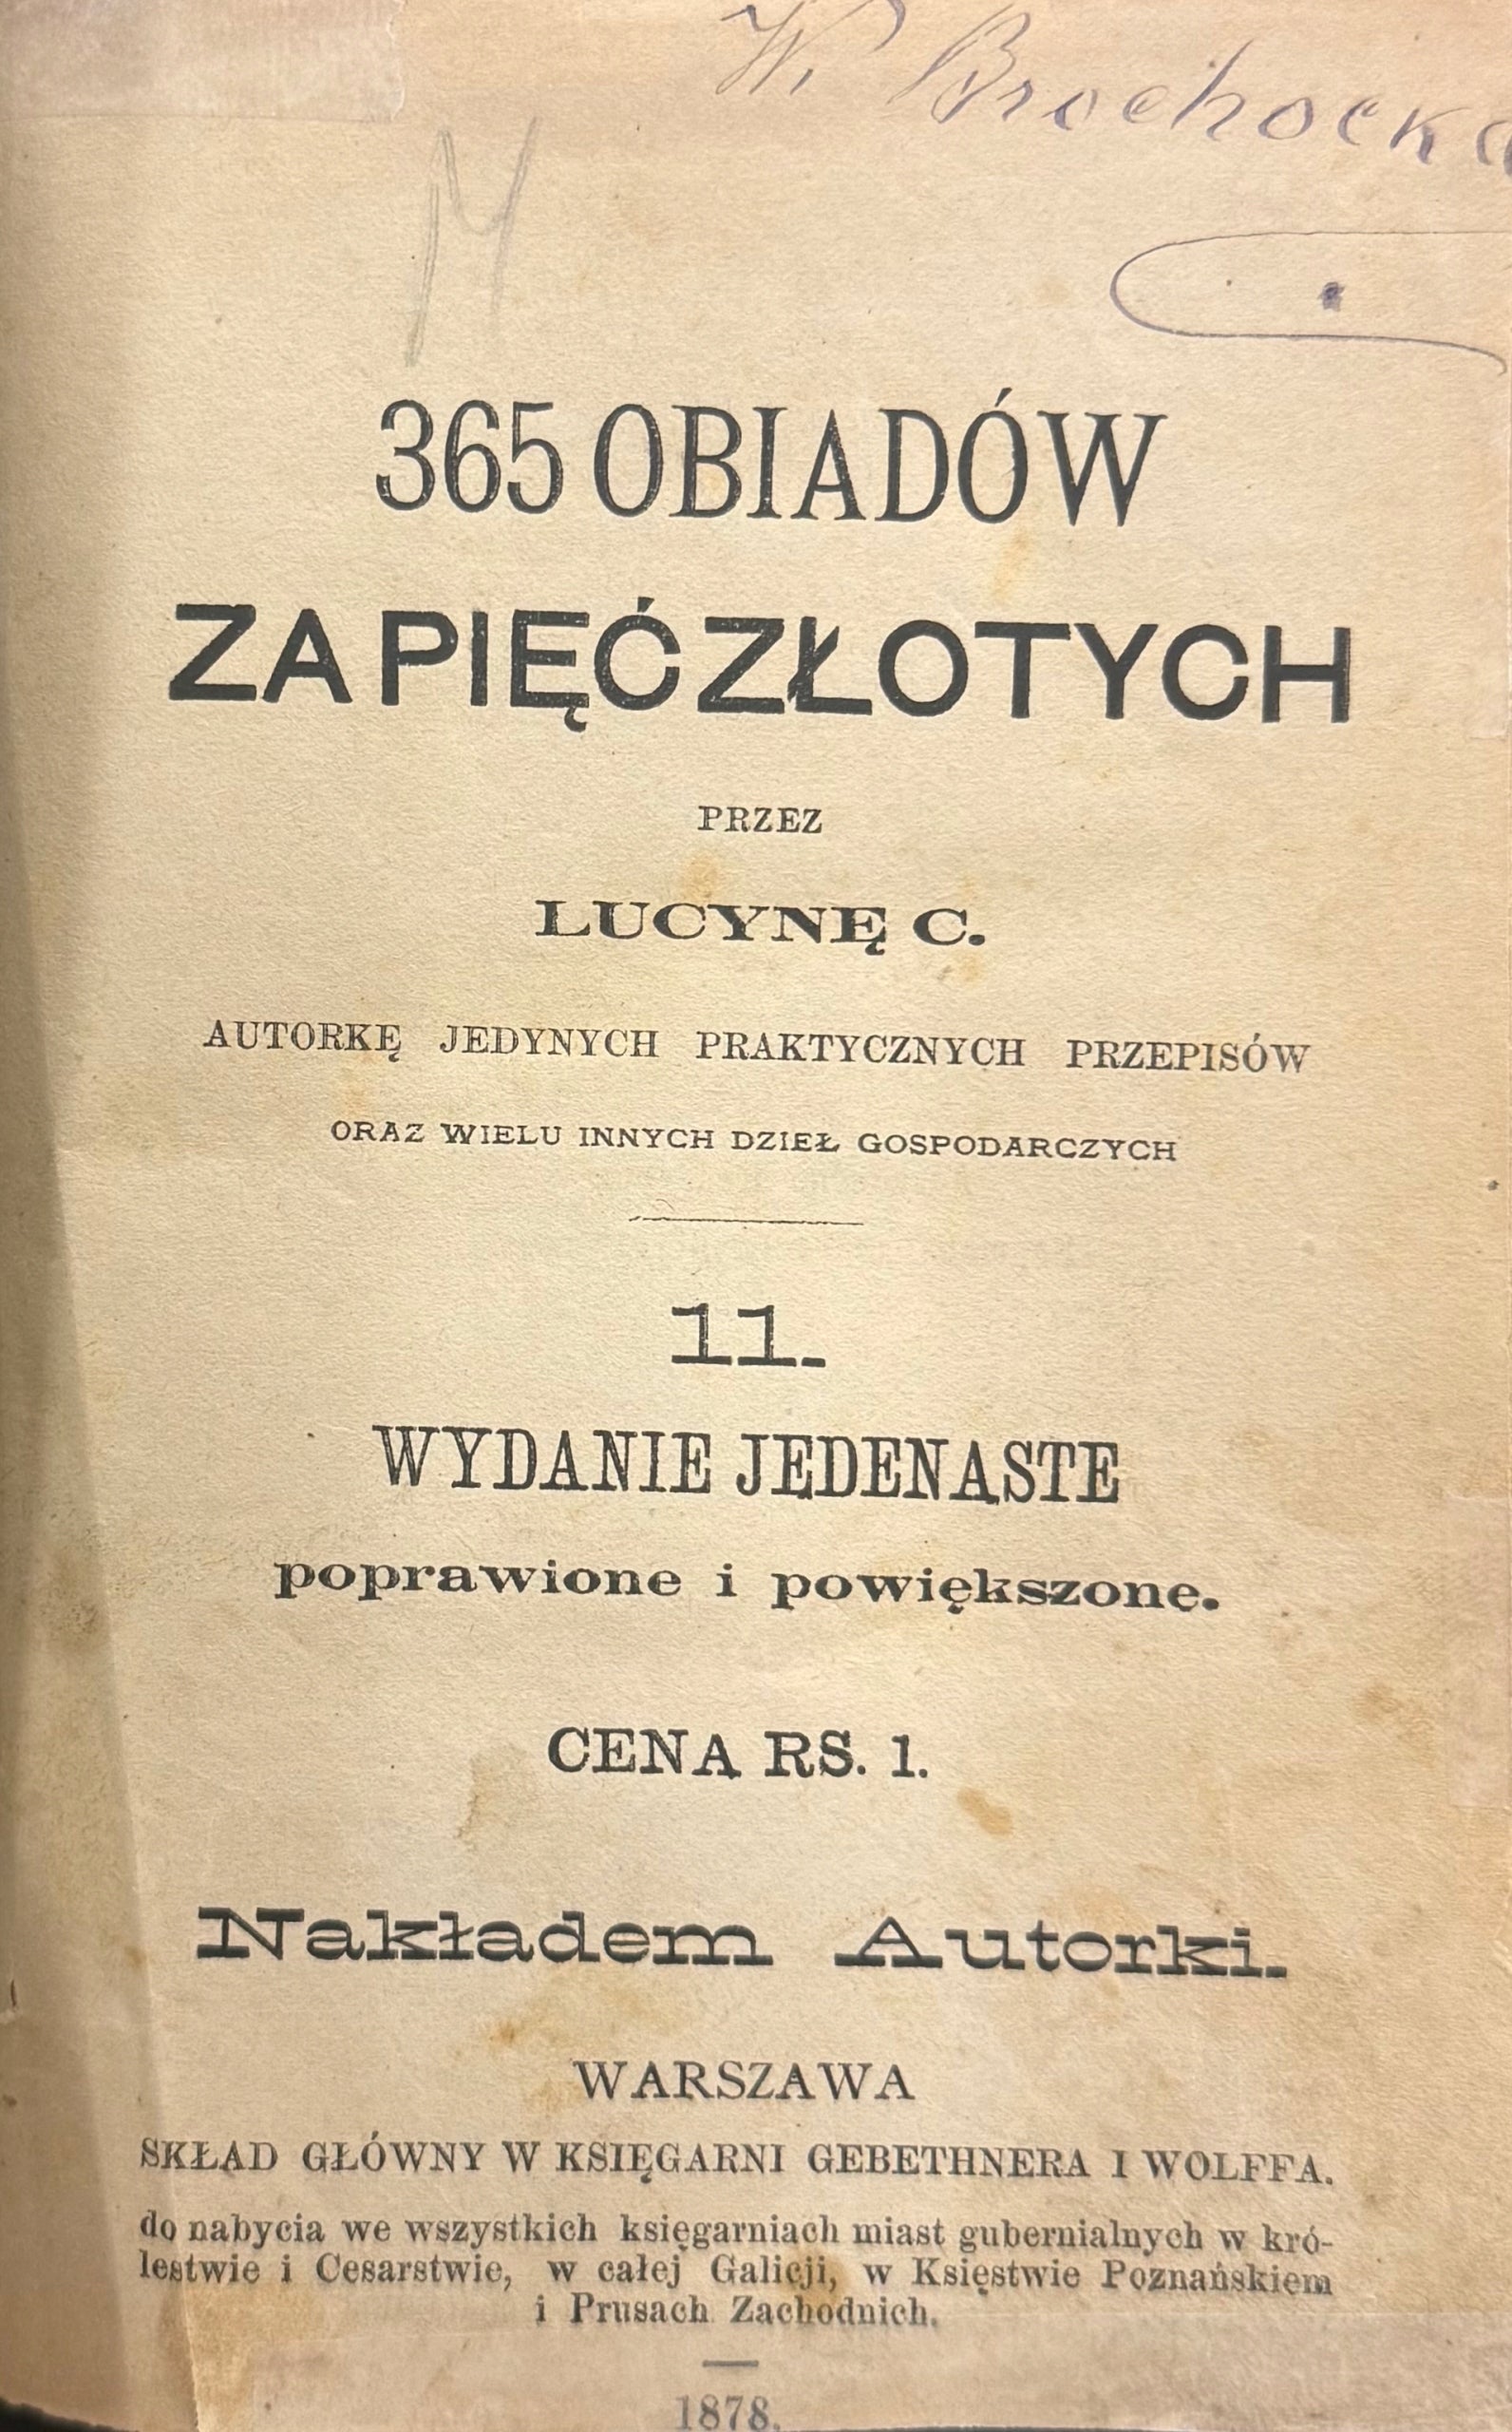 W. Brochocka
M
365 OBIADÓW
ZA PIĘĆ ZŁOTYCH
PRZEZ
LUCYNĘ C.
AUTORKĘ JEDYNYCH PRAKTYCZNYCH PRZEPISÓW
ORAZ WIELU INNYCH DZIEŁ GOSPODARCZYCH
11.
WYDANIE JEDENASTE
poprawione i powiększone.
CENA RS. 1.
Nakładem Autorki.
WARSZAWA
SKŁAD GŁÓWNY W KSIĘGARNI GEBETHNERA I WOLFFA.
do nabycia we wszystkich księgarniach miast gubernialnych w kró-
lestwie i Cesarstwie, w całej Galicji, w Księstwie Poznańskiem
i Prusach Zachodnich.
1878.